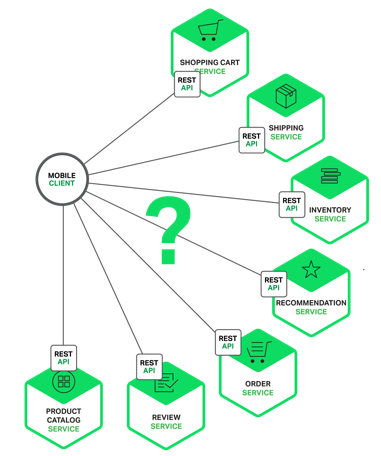 SHOPPING CART
SERVICE
REST
API
SHIPPING
SERVICE
REST
API
MOBILE
CLIENT
INVENTORY
SERVICE
REST
API
?
RECOMMENDATION
SERVICE
REST
API
ORDER
SERVICE
REST
API
REVIEW
SERVICE
REST
API
PRODUCT
CATALOG
SERVICE
REST
API